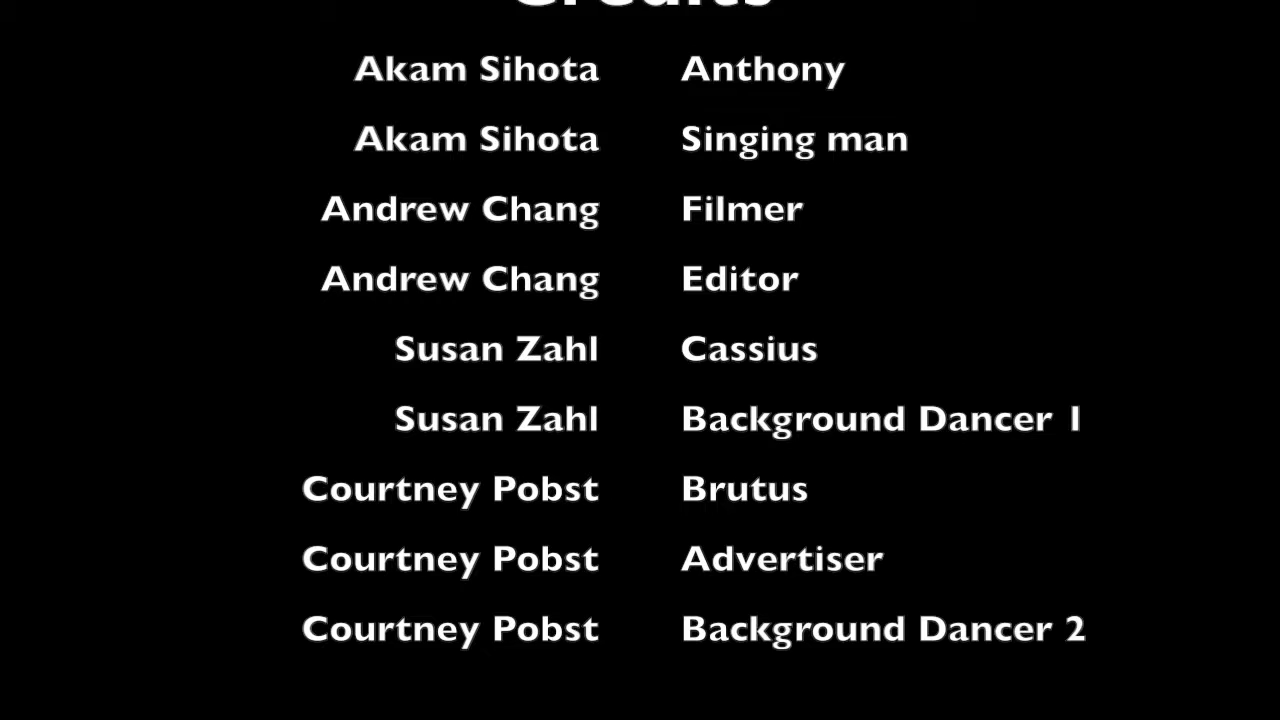 Credits
Akam Sihota Anthony
Akam Sihota Singing man
Andrew Chang Filmer
Andrew Chang Editor
Susan Zahl Cassius
Susan Zahl Background Dancer 1
Courtney Pobst Brutus
Courtney Pobst Advertiser
Courtney Pobst Background Dancer 2